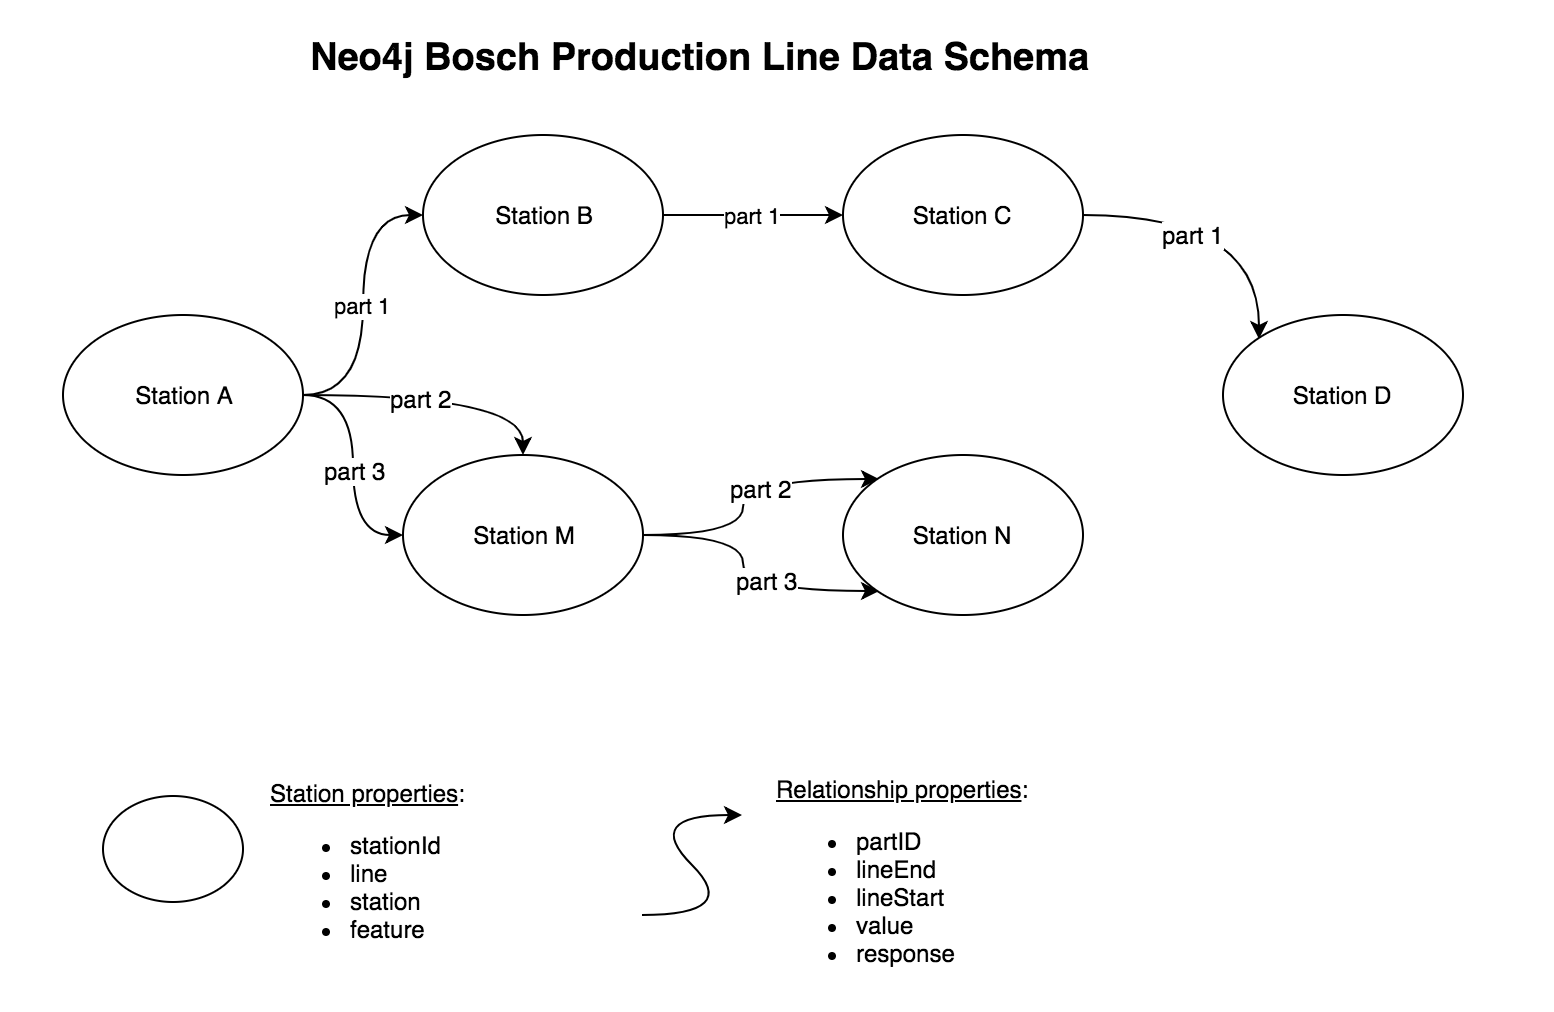 Neo4j Bosch Production Line Data Schema
Station B
part 1
Station C
part 1
part 1
Station A
part 2
Station D
part 3
Station M
part 2
Station N
part 3
Station properties:
stationId
line
station
feature
Relationship properties:
partID
lineEnd
lineStart
value
response